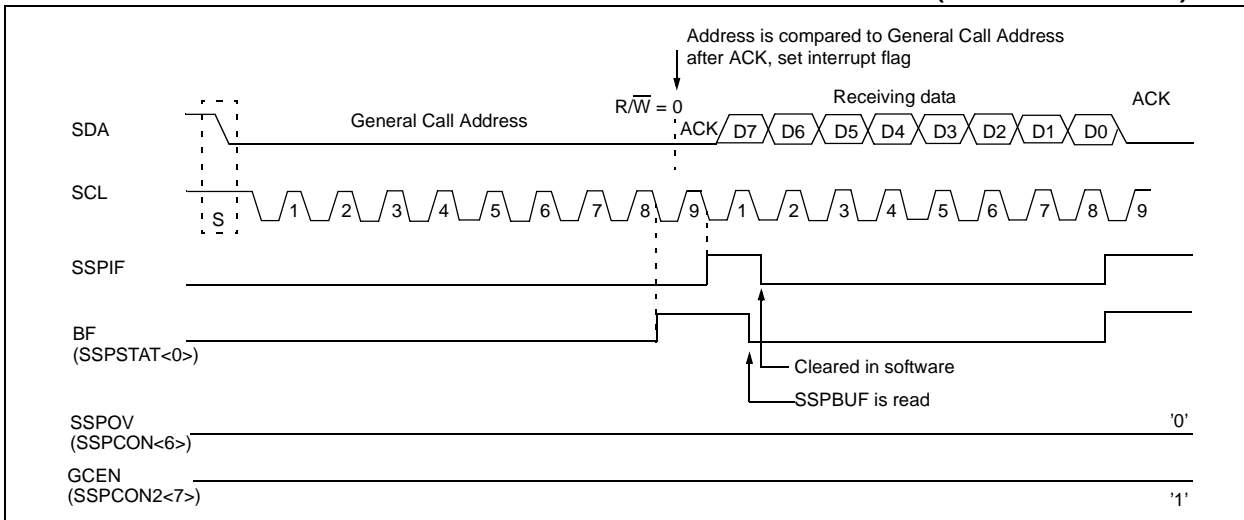 Address is compared to General Call Address
after ACK, set interrupt flag
R/W = 0
Receiving data
ACK
SDA
General Call Address
ACK
D7 D6 D5 D4 D3 D2 D1 D0
SCL
S
1 2 3 4 5 6 7 8 9 1 2 3 4 5 6 7 8 9
SSPIF
BF
(SSPSTAT<0>)
Cleared in software
SSPBUF is read
SSPOV
(SSPCON<6>)
'0'
GCEN
(SSPCON2<7>)
'1'